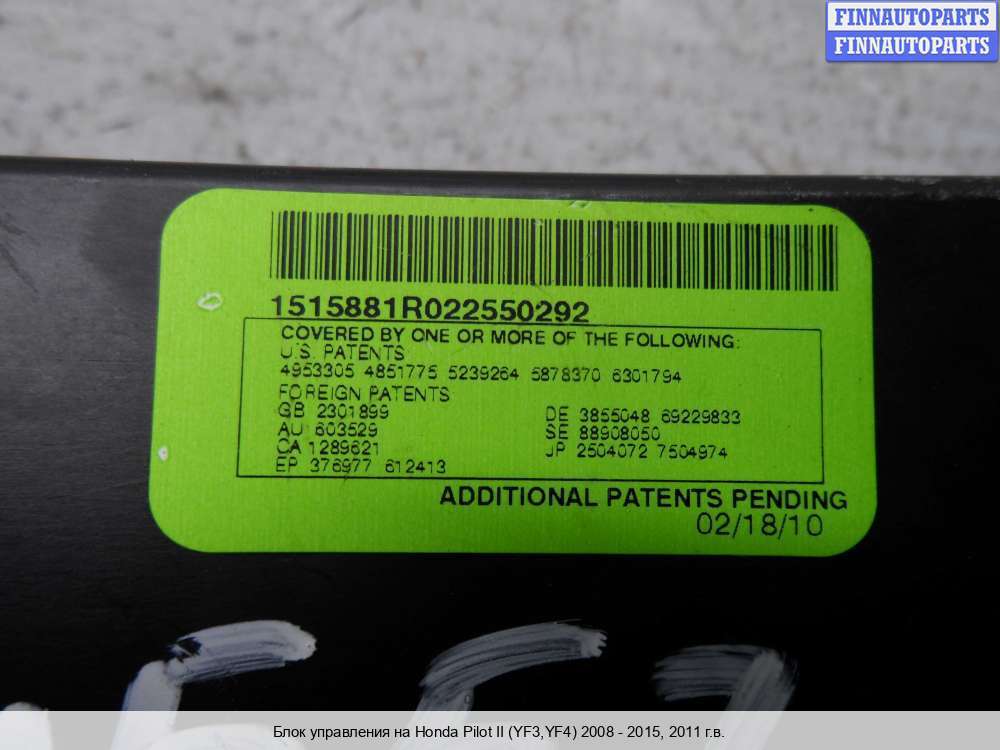 FINNAUTOPARTS
FINNAUTOPARTS
1515881R022550292
COVERED BY ONE OR MORE OF THE FOLLOWING:
U.S. PATENTS
4953305 4851775 5239264 5878370 6301794
FOREIGN PATENTS
GB 2301899
AU 603529
CA 1289621
EP 376977 612413
DE 3855048 69229833
SE 88908050
JP 2504072 7504974
ADDITIONAL PATENTS PENDING
02/18/10
Блок управления на Honda Pilot II (YF3,YF4) 2008 - 2015, 2011 г.в.